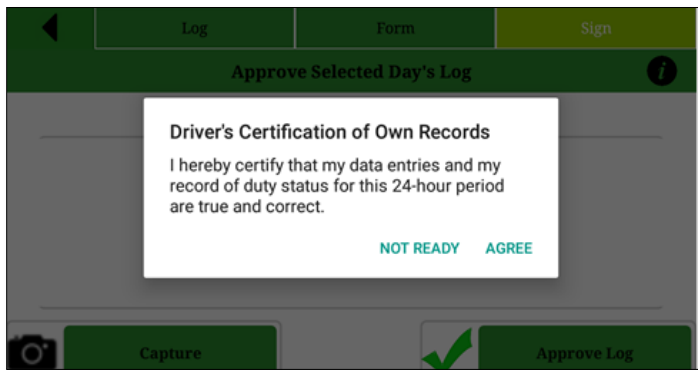 Log
Form
Sign
Approve Selected Day's Log
i
Driver's Certification of Own Records
I hereby certify that my data entries and my
record of duty status for this 24-hour period
are true and correct.
NOT READY
AGREE
Capture
Approve Log